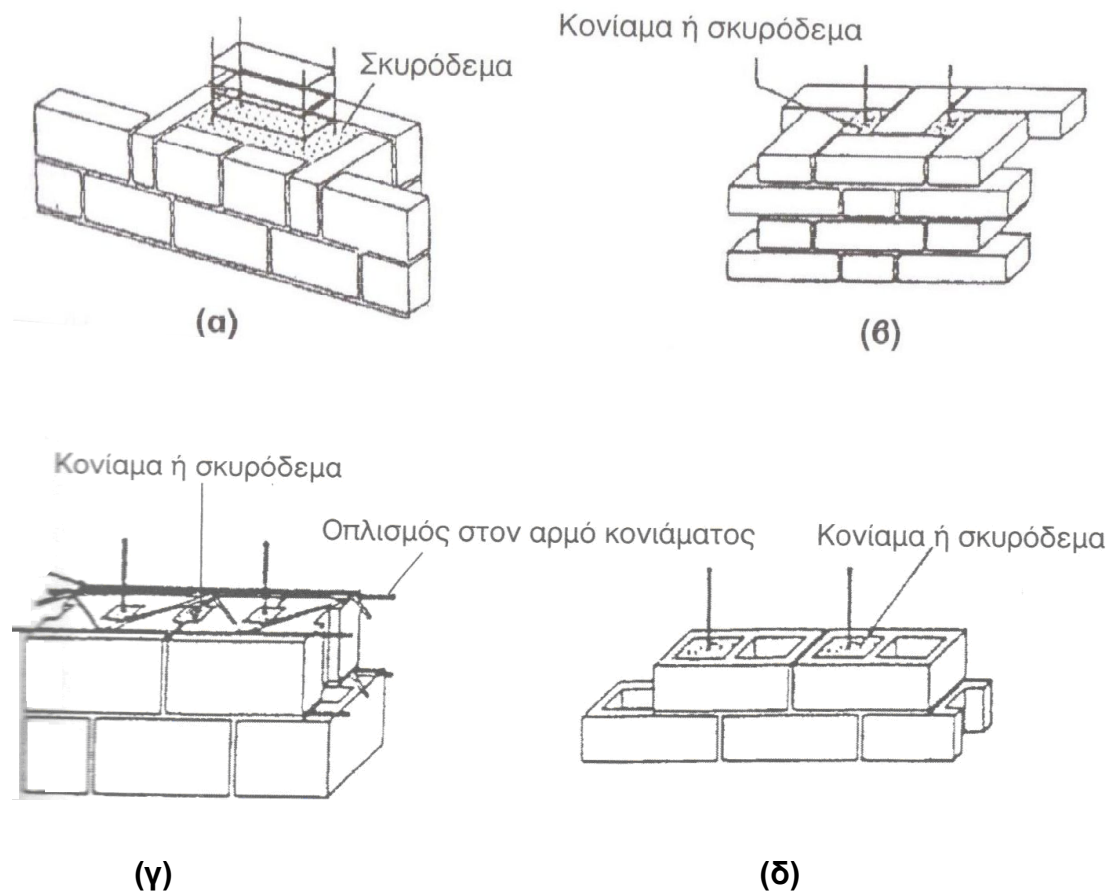 Κονίαμα ή σκυρόδεμα
Σκυρόδεμα
(α)
(β)
Κονίαμα ή σκυρόδεμα
Οπλισμός στον αρμό κονιάματος
Κονίαμα ή σκυρόδεμα
(γ)
(δ)